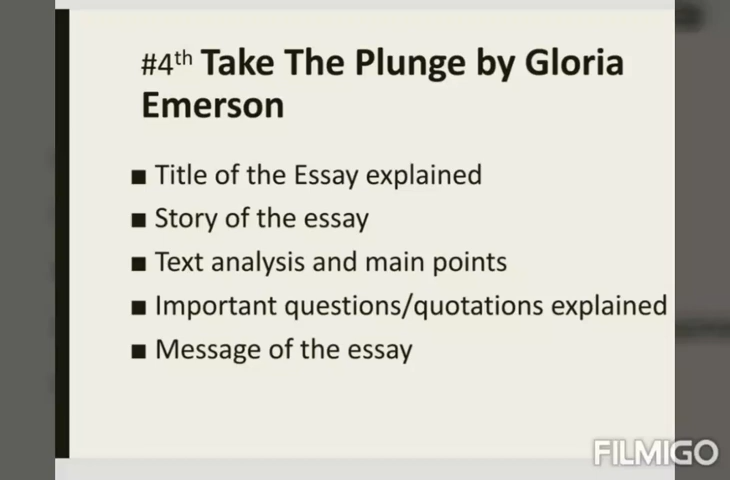 #4th Take The Plunge by Gloria
Emerson
■ Title of the Essay explained
■ Story of the essay
■ Text analysis and main points
■ Important questions/quotations explained
■ Message of the essay
FILMIGO